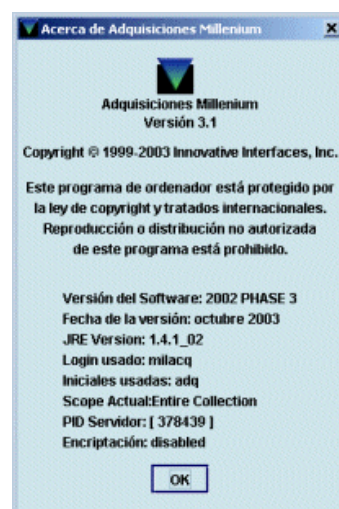 Acerca de Adquisiciones Millenium
Adquisiciones Millenium
Versión 3.1
Copyright © 1999-2003 Innovative Interfaces, Inc.
Este programa de ordenador está protegido por
la ley de copyright y tratados internacionales.
Reproducción o distribución no autorizada
de este programa está prohibido.
Versión del Software: 2002 PHASE 3
Fecha de la versión: octubre 2003
JRE Version: 1.4.1_02
Login usado: milacq
Iniciales usadas: adq
Scope Actual:Entire Collection
PID Servidor: [ 378439 ]
Encriptación: disabled
OK